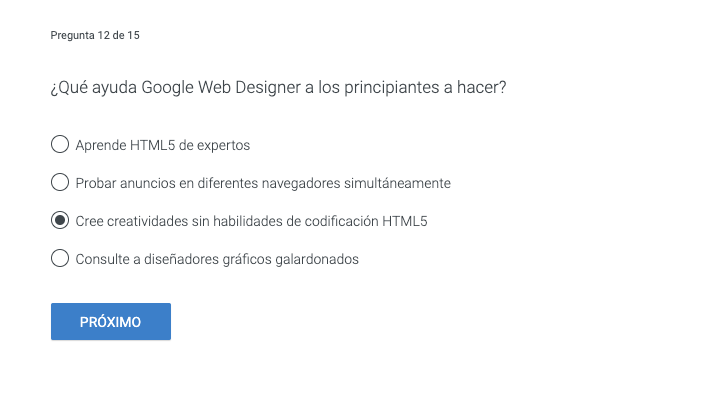 Pregunta 12 de 15
¿Qué ayuda Google Web Designer a los principiantes a hacer?
Aprende HTML5 de expertos
Probar anuncios en diferentes navegadores simultáneamente
Cree creatividades sin habilidades de codificación HTML5
Consulte a diseñadores gráficos galardonados
PRÓXIMO